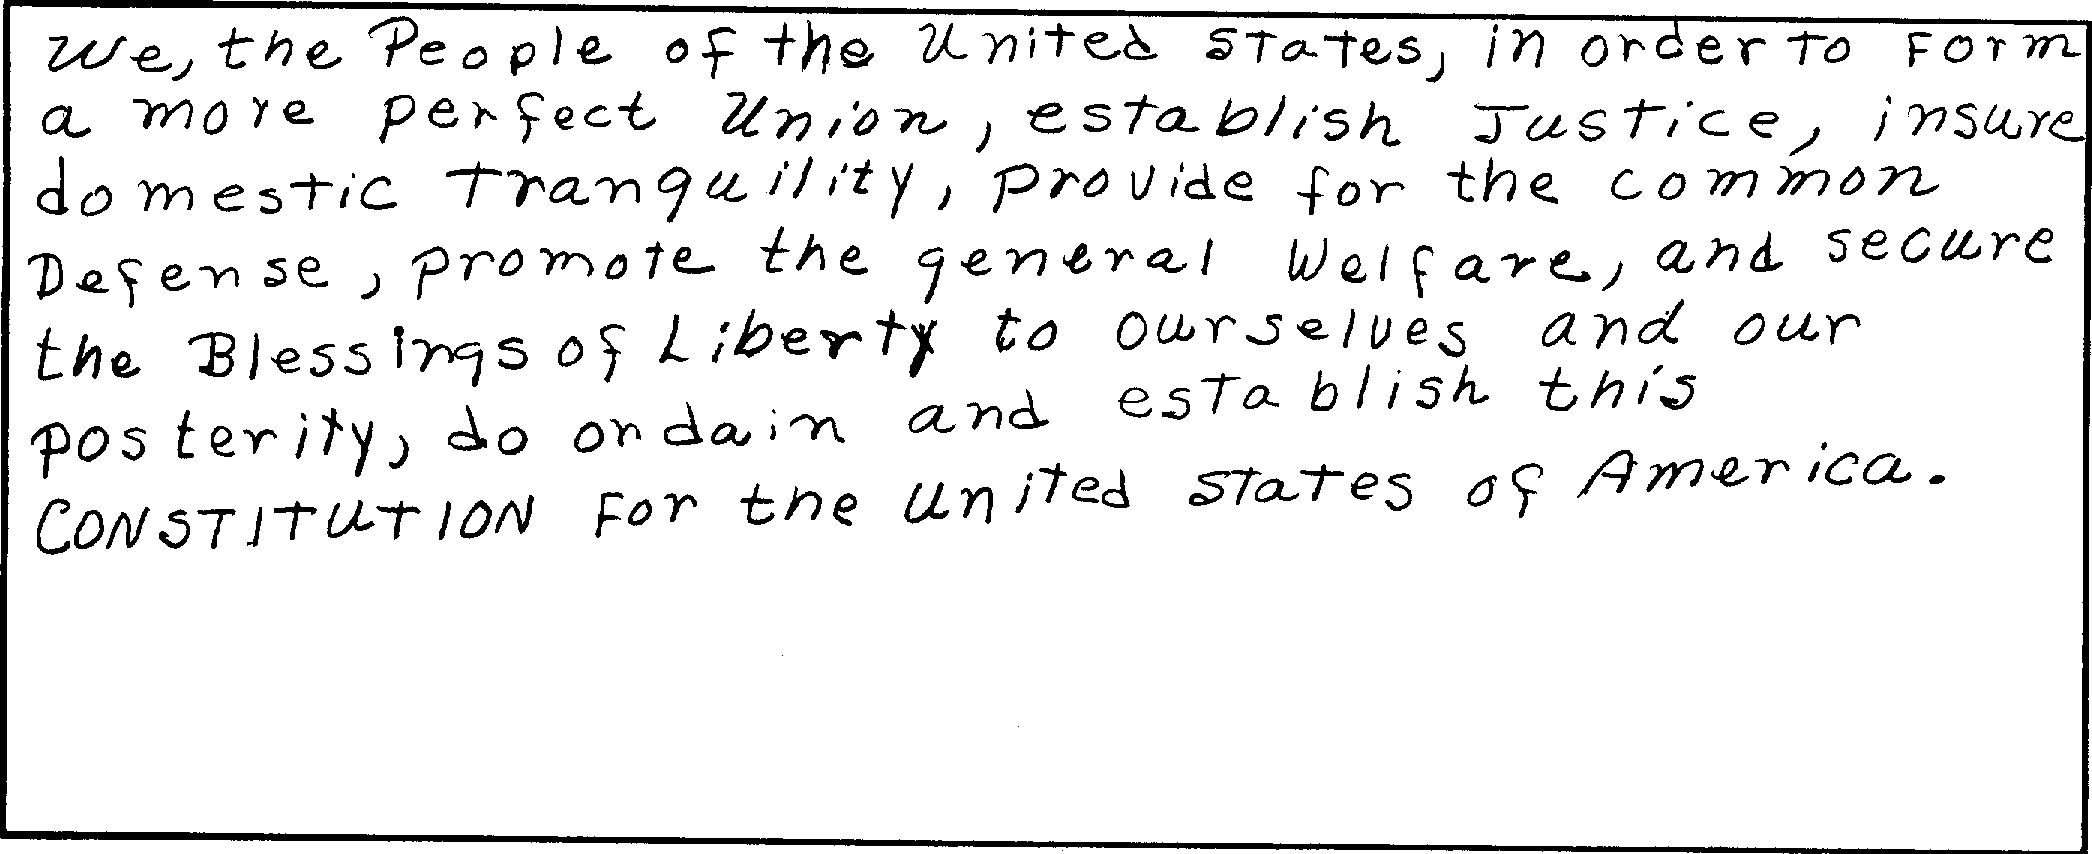 We, the People of the United States, in order to form
a more perfect Union, establish Justice, insure
domestic tranquility, provide for the common
Defense, promote the general Welfare, and secure
the Blessings of Liberty to ourselves and our
posterity, do ordain and establish this
CONSTITUTION for the united states of America.